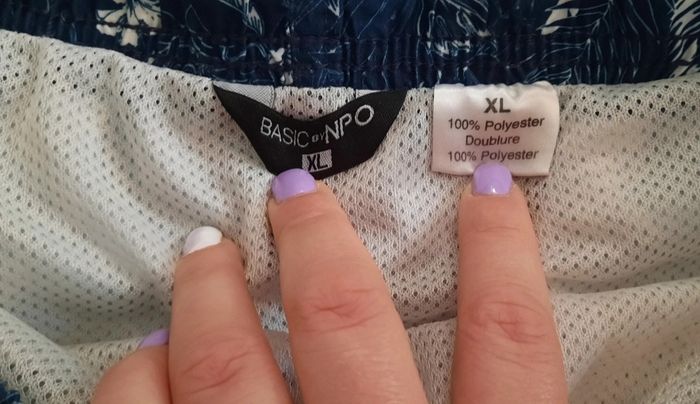 BASIC BY NPO
XL
XL
100% Polyester
Doublure
100% Polyester